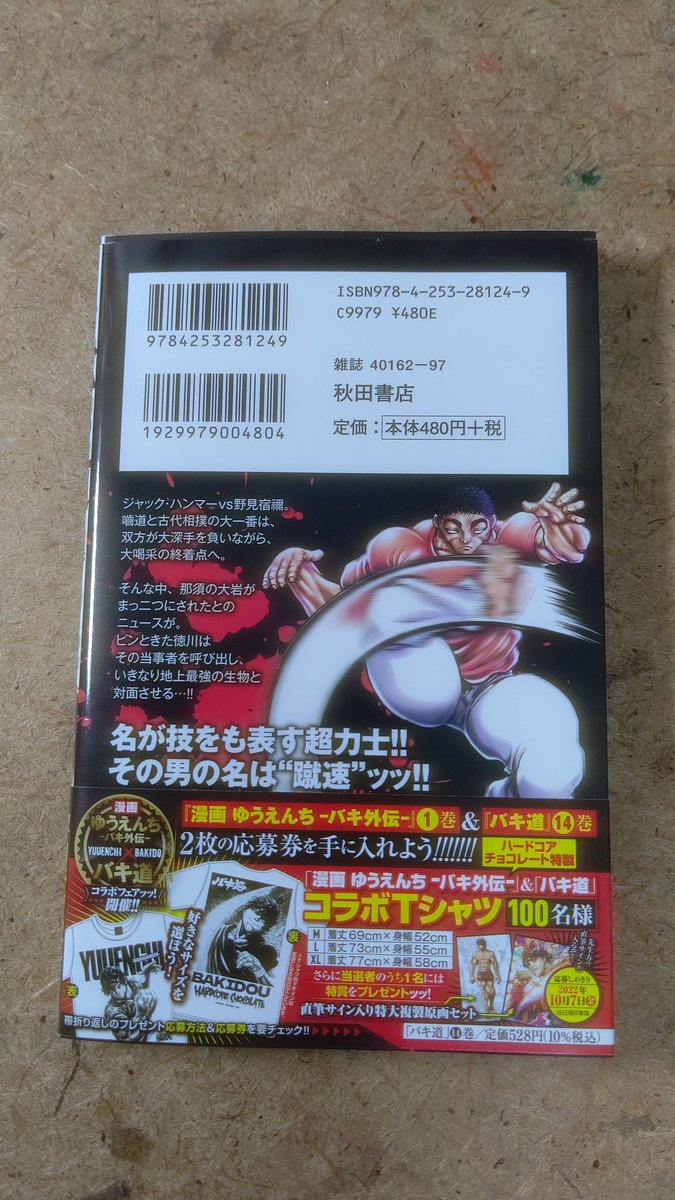 ISBN978-4-253-28124-9
C9979 ¥480E
9784253281249
雑誌 40162-97
1929979004804
秋田書店
定価：本体480円＋税
ジャック・ハンマーvs野見宿禰。
嚙道と古代相撲の大一番は、
双方が大深手を負いながら、
大喝采の終着点へ。
そんな中、那須の大岩が
まっ二つにされたとの
ニュースが。
ピンときた徳川は
その当事者を呼び出し、
いきなり地上最強の生物と
対面させる…!!
名が技をも表す超力士!!
その男の名は“蹴速”ッッ!!
漫画
ゆうえんち
-バキ外伝-
YUUENCHI × BAKIDO
バキ道
コラボフェアッ!
開催!!
『漫画 ゆうえんち -バキ外伝-』1巻 & 『バキ道』14巻
2枚の応募券を手に入れよう!!!!!!!
ハードコア
チョコレート特製
「漫画 ゆうえんち -バキ外伝-」&「バキ道」
コラボTシャツ 100名様
M 着丈69cm×身幅52cm
L 着丈73cm×身幅55cm
XL 着丈77cm×身幅58cm
さらに当選者のうち1名には
特賞をプレゼントッッ!
直筆サイン入り特大複製原画セット
応募しめきり
2022年
10月7日金
当日消印有効
好きなサイズを
選ぼう!
表
YUUENCHI
裏
バキ道
BAKIDOU
HARDCORE CHOCOLATE
帯折り返しのプレゼント応募方法&応募券を要チェック!!
『バキ道』14巻／定価528円(10%税込)